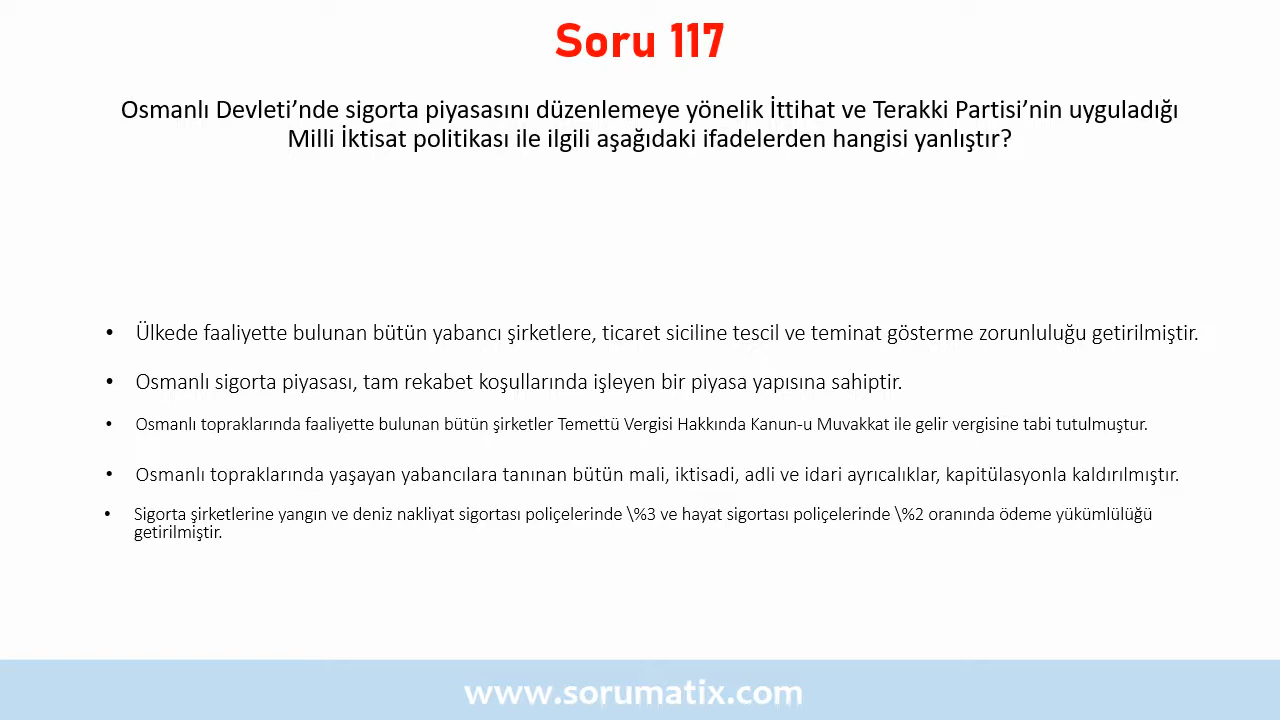 Soru 117
Osmanlı Devleti’nde sigorta piyasasını düzenlemeye yönelik İttihat ve Terakki Partisi’nin uyguladığı
Milli İktisat politikası ile ilgili aşağıdaki ifadelerden hangisi yanlıştır?
• Ülkede faaliyette bulunan bütün yabancı şirketlere, ticaret siciline tescil ve teminat gösterme zorunluluğu getirilmiştir.
• Osmanlı sigorta piyasası, tam rekabet koşullarında işleyen bir piyasa yapısına sahiptir.
• Osmanlı topraklarında faaliyette bulunan bütün şirketler Temettü Vergisi Hakkında Kanun-u Muvakkat ile gelir vergisine tabi tutulmuştur.
• Osmanlı topraklarında yaşayan yabancılara tanınan bütün mali, iktisadi, adli ve idari ayrıcalıklar, kapitülasyonla kaldırılmıştır.
• Sigorta şirketlerine yangın ve deniz nakliyat sigortası poliçelerinde \%3 ve hayat sigortası poliçelerinde \%2 oranında ödeme yükümlülüğü
getirilmiştir.
www.sorumatix.com